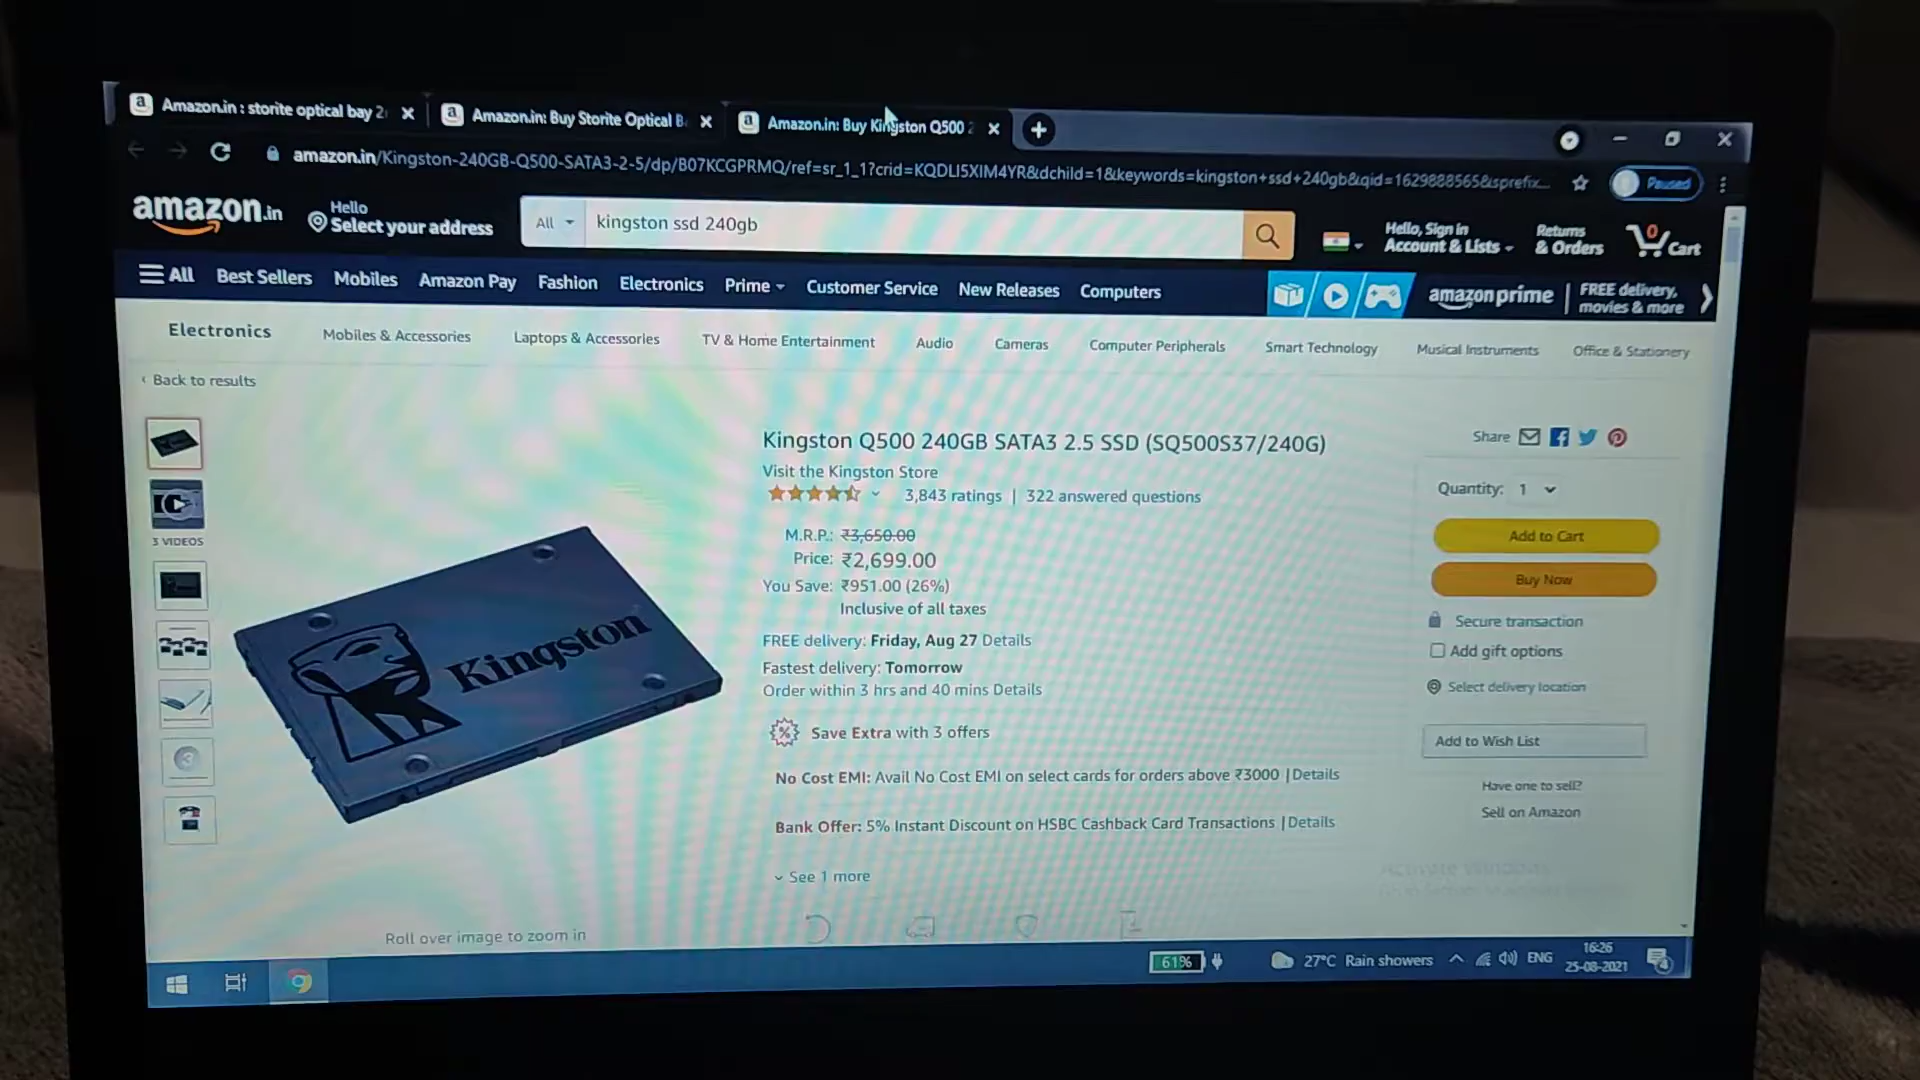 Amazon.in : storite optical bay 2
Amazon.in: Buy Storite Optical B
Amazon.in: Buy Kingston Q500 2
amazon.in/Kingston-240GB-Q500-SATA3-2-5/dp/B07KCGPRMQ/ref=sr_1_1?crid=KQDLI5XIM4YR&dchild=1&keywords=kingston+ssd+240gb&qid=1629888565&sprefix...
Paused
amazon.in
Hello
Select your address
All
kingston ssd 240gb
Hello, Sign in
Account & Lists
Returns
& Orders
0
Cart
All
Best Sellers
Mobiles
Amazon Pay
Fashion
Electronics
Prime
Customer Service
New Releases
Computers
amazon prime
FREE delivery,
movies & more
Electronics
Mobiles & Accessories
Laptops & Accessories
TV & Home Entertainment
Audio
Cameras
Computer Peripherals
Smart Technology
Musical Instruments
Office & Stationery
‹ Back to results
3 VIDEOS
Kingston
Roll over image to zoom in
Kingston Q500 240GB SATA3 2.5 SSD (SQ500S37/240G)
Visit the Kingston Store
3,843 ratings | 322 answered questions
M.R.P.: ₹3,650.00
Price: ₹2,699.00
You Save: ₹951.00 (26%)
Inclusive of all taxes
FREE delivery: Friday, Aug 27 Details
Fastest delivery: Tomorrow
Order within 3 hrs and 40 mins Details
Save Extra with 3 offers
No Cost EMI: Avail No Cost EMI on select cards for orders above ₹3000 | Details
Bank Offer: 5% Instant Discount on HSBC Cashback Card Transactions | Details
See 1 more
Share
Quantity: 1
Add to Cart
Buy Now
Secure transaction
Add gift options
Select delivery location
Add to Wish List
Have one to sell?
Sell on Amazon
Activate Windows
61%
27°C Rain showers
ENG
16:26
25-08-2021
4